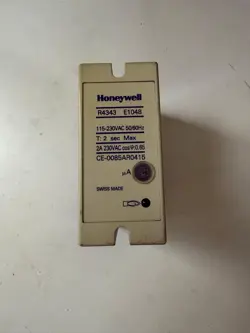 Honeywell
R4343 E1048
115-230VAC 50/60Hz
T: 2 sec Max
2A 230VAC cosφ:0.65
CE-0085AR0415
μA
SWISS MADE